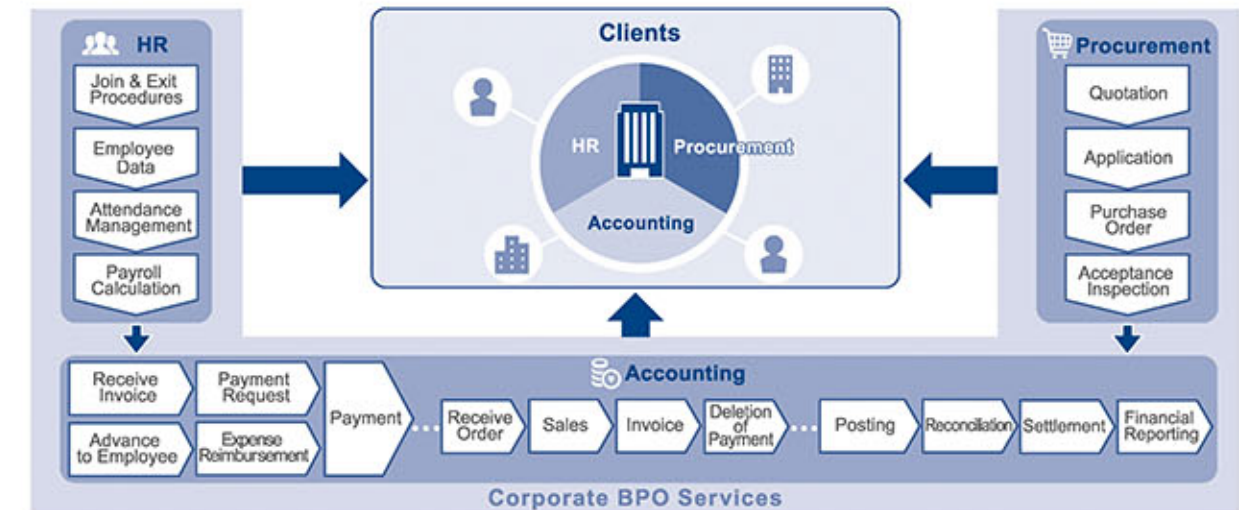 HR
Join & Exit
Procedures
Employee
Data
Attendance
Management
Payroll
Calculation
Clients
HR
Procurement
Accounting
Procurement
Quotation
Application
Purchase
Order
Acceptance
Inspection
Accounting
Receive
Invoice
Payment
Request
Advance
to Employee
Expense
Reimbursement
Payment
Receive
Order
Sales
Invoice
Deletion
of
Payment
Posting
Reconciliation
Settlement
Financial
Reporting
Corporate BPO Services